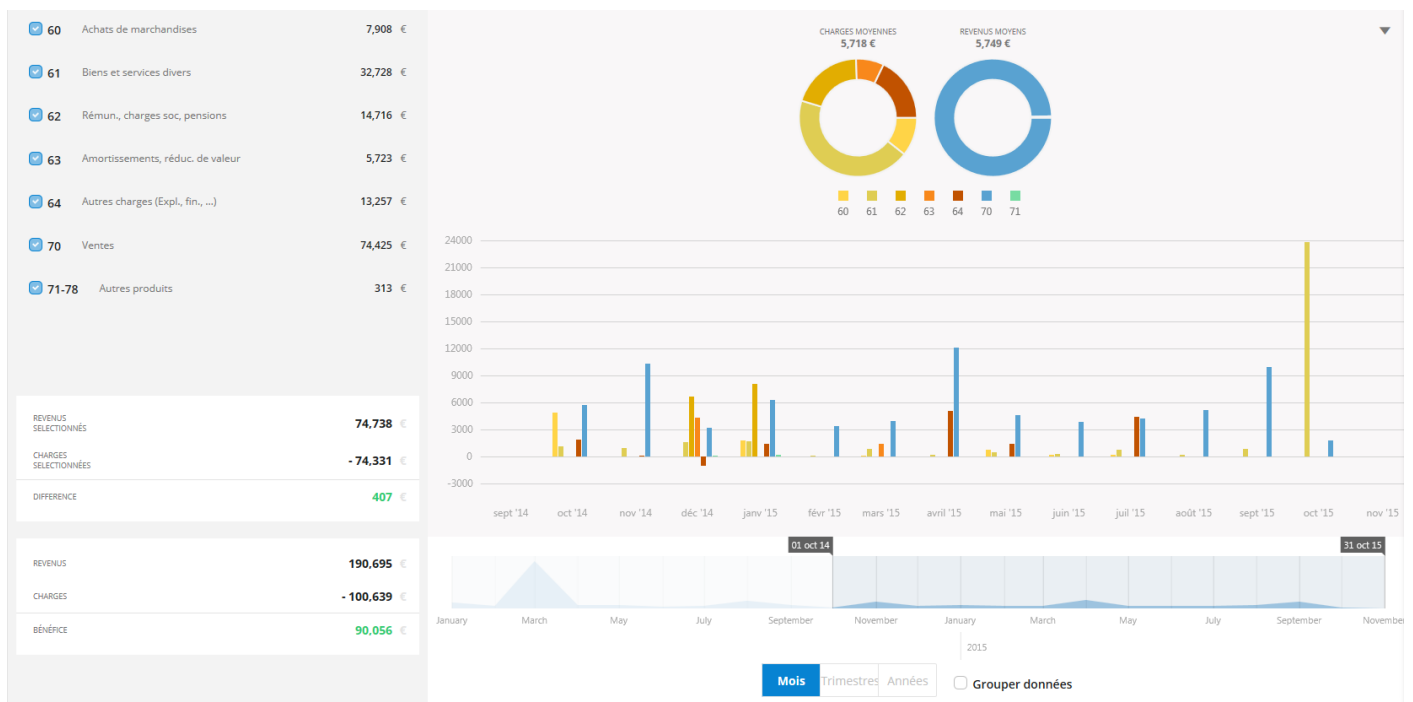 60 Achats de marchandises 7,908 €
61 Biens et services divers 32,728 €
62 Rémun., charges soc, pensions 14,716 €
63 Amortissements, réduc. de valeur 5,723 €
64 Autres charges (Expl., fin., ...) 13,257 €
70 Ventes 74,425 €
71-78 Autres produits 313 €
REVENUS
SELECTIONNÉS 74,738 €
CHARGES
SELECTIONNÉES - 74,331 €
DIFFERENCE 407 €
REVENUS 190,695 €
CHARGES - 100,639 €
BÉNÉFICE 90,056 €
CHARGES MOYENNES REVENUS MOYENS
5,718 € 5,749 €
60 61 62 63 64 70 71
24000
21000
18000
15000
12000
9000
6000
3000
0
-3000
sept '14 oct '14 nov '14 déc '14 janv '15 févr '15 mars '15 avril '15 mai '15 juin '15 juil '15 août '15 sept '15 oct '15 nov '15
01 oct 14 31 oct 15
January March May July September November January March May July September November
2015
Mois Trimestres Années Grouper données